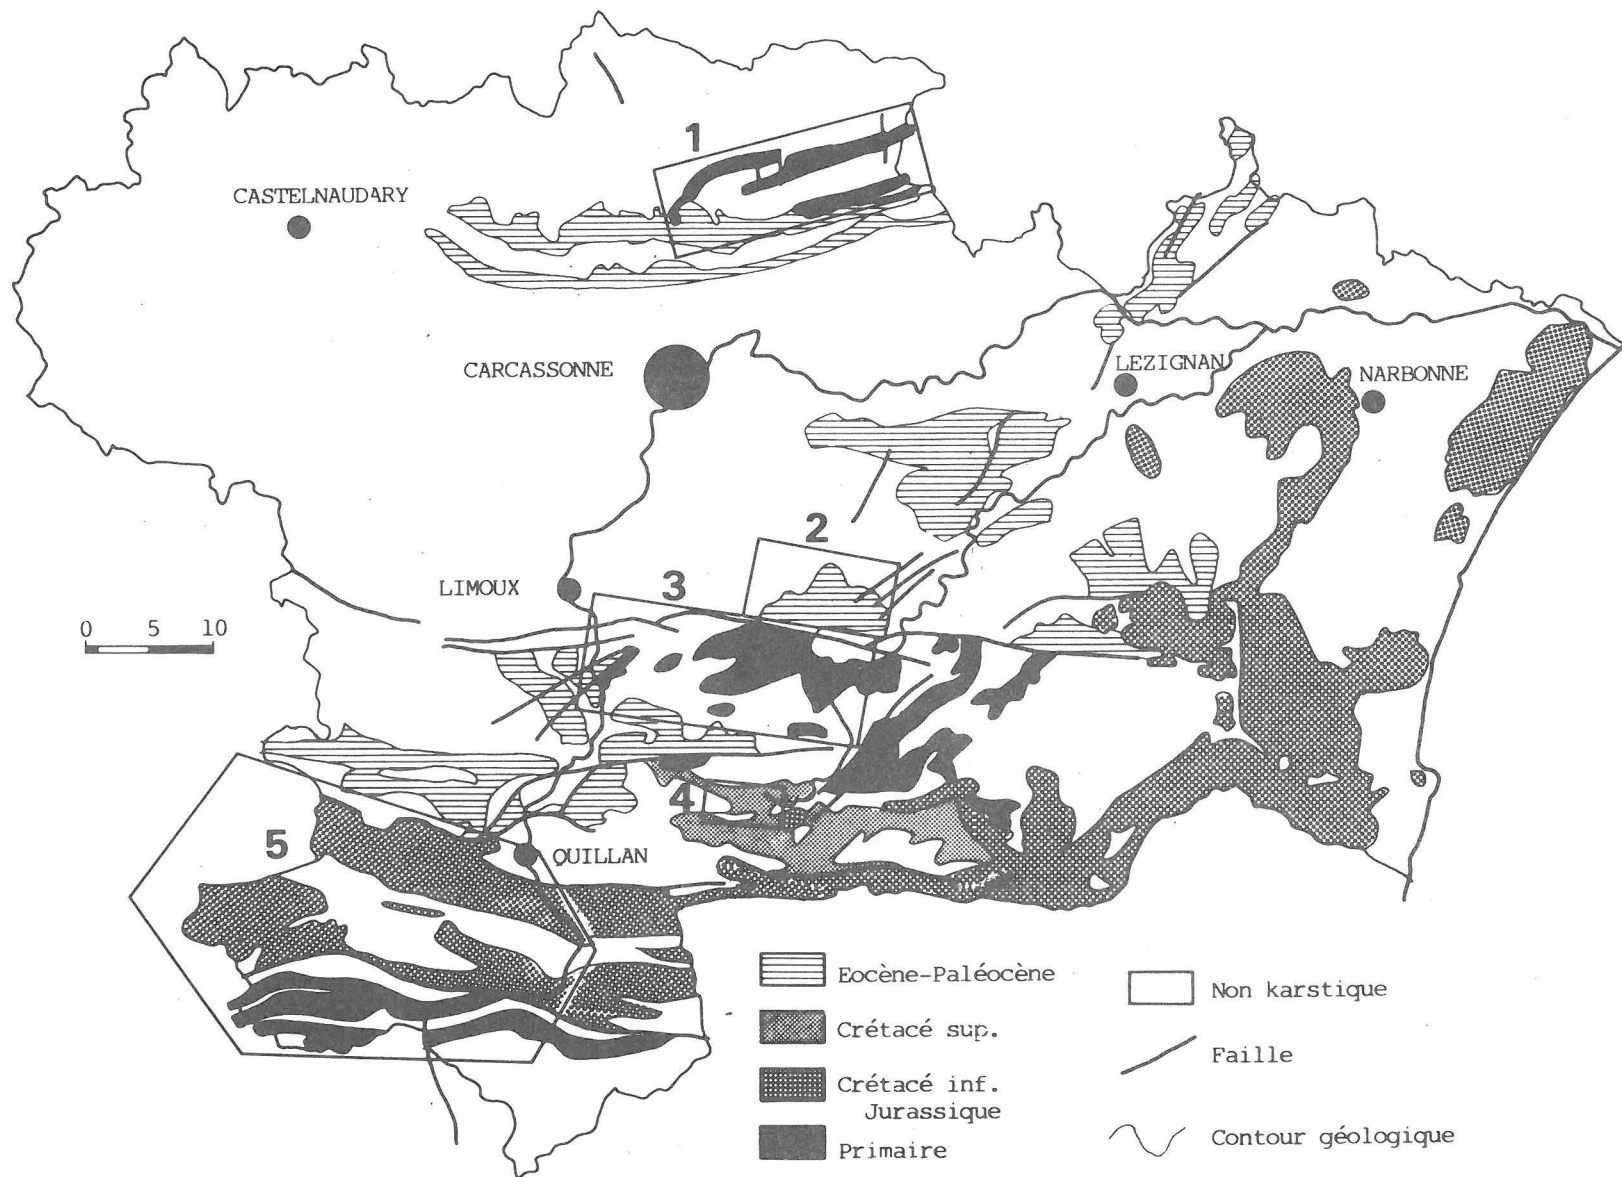 1
CASTELNAUDARY
CARCASSONNE
LEZIGNAN
NARBONNE
2
LIMOUX
3
0 5 10
4
5
QUILLAN
Eocène-Paléocène
Crétacé sup.
Crétacé inf.
Jurassique
Primaire
Non karstique
Faille
Contour géologique